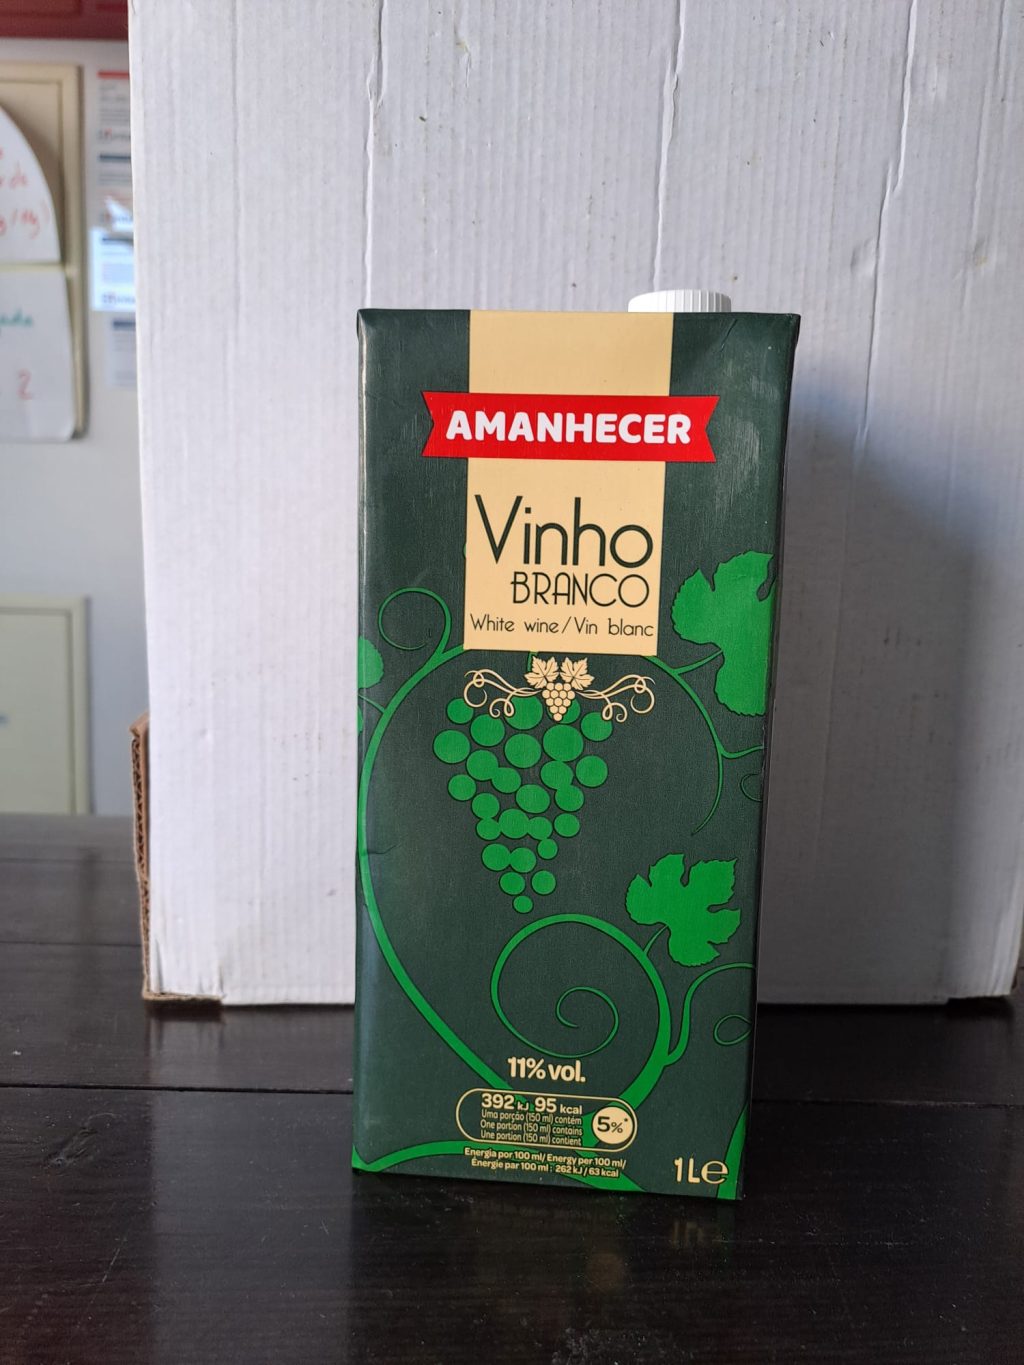 AMANHECER
Vinho
BRANCO
White wine/Vin blanc
11% vol.
392 kJ 95 kcal
Uma porção (150 ml) contém
One portion (150 ml) contains
Une portion (150 ml) contient
5%*
Energia por 100 ml/ Energy per 100 ml/
Énergie par 100 ml : 262 kJ / 63 kcal
1L℮
2